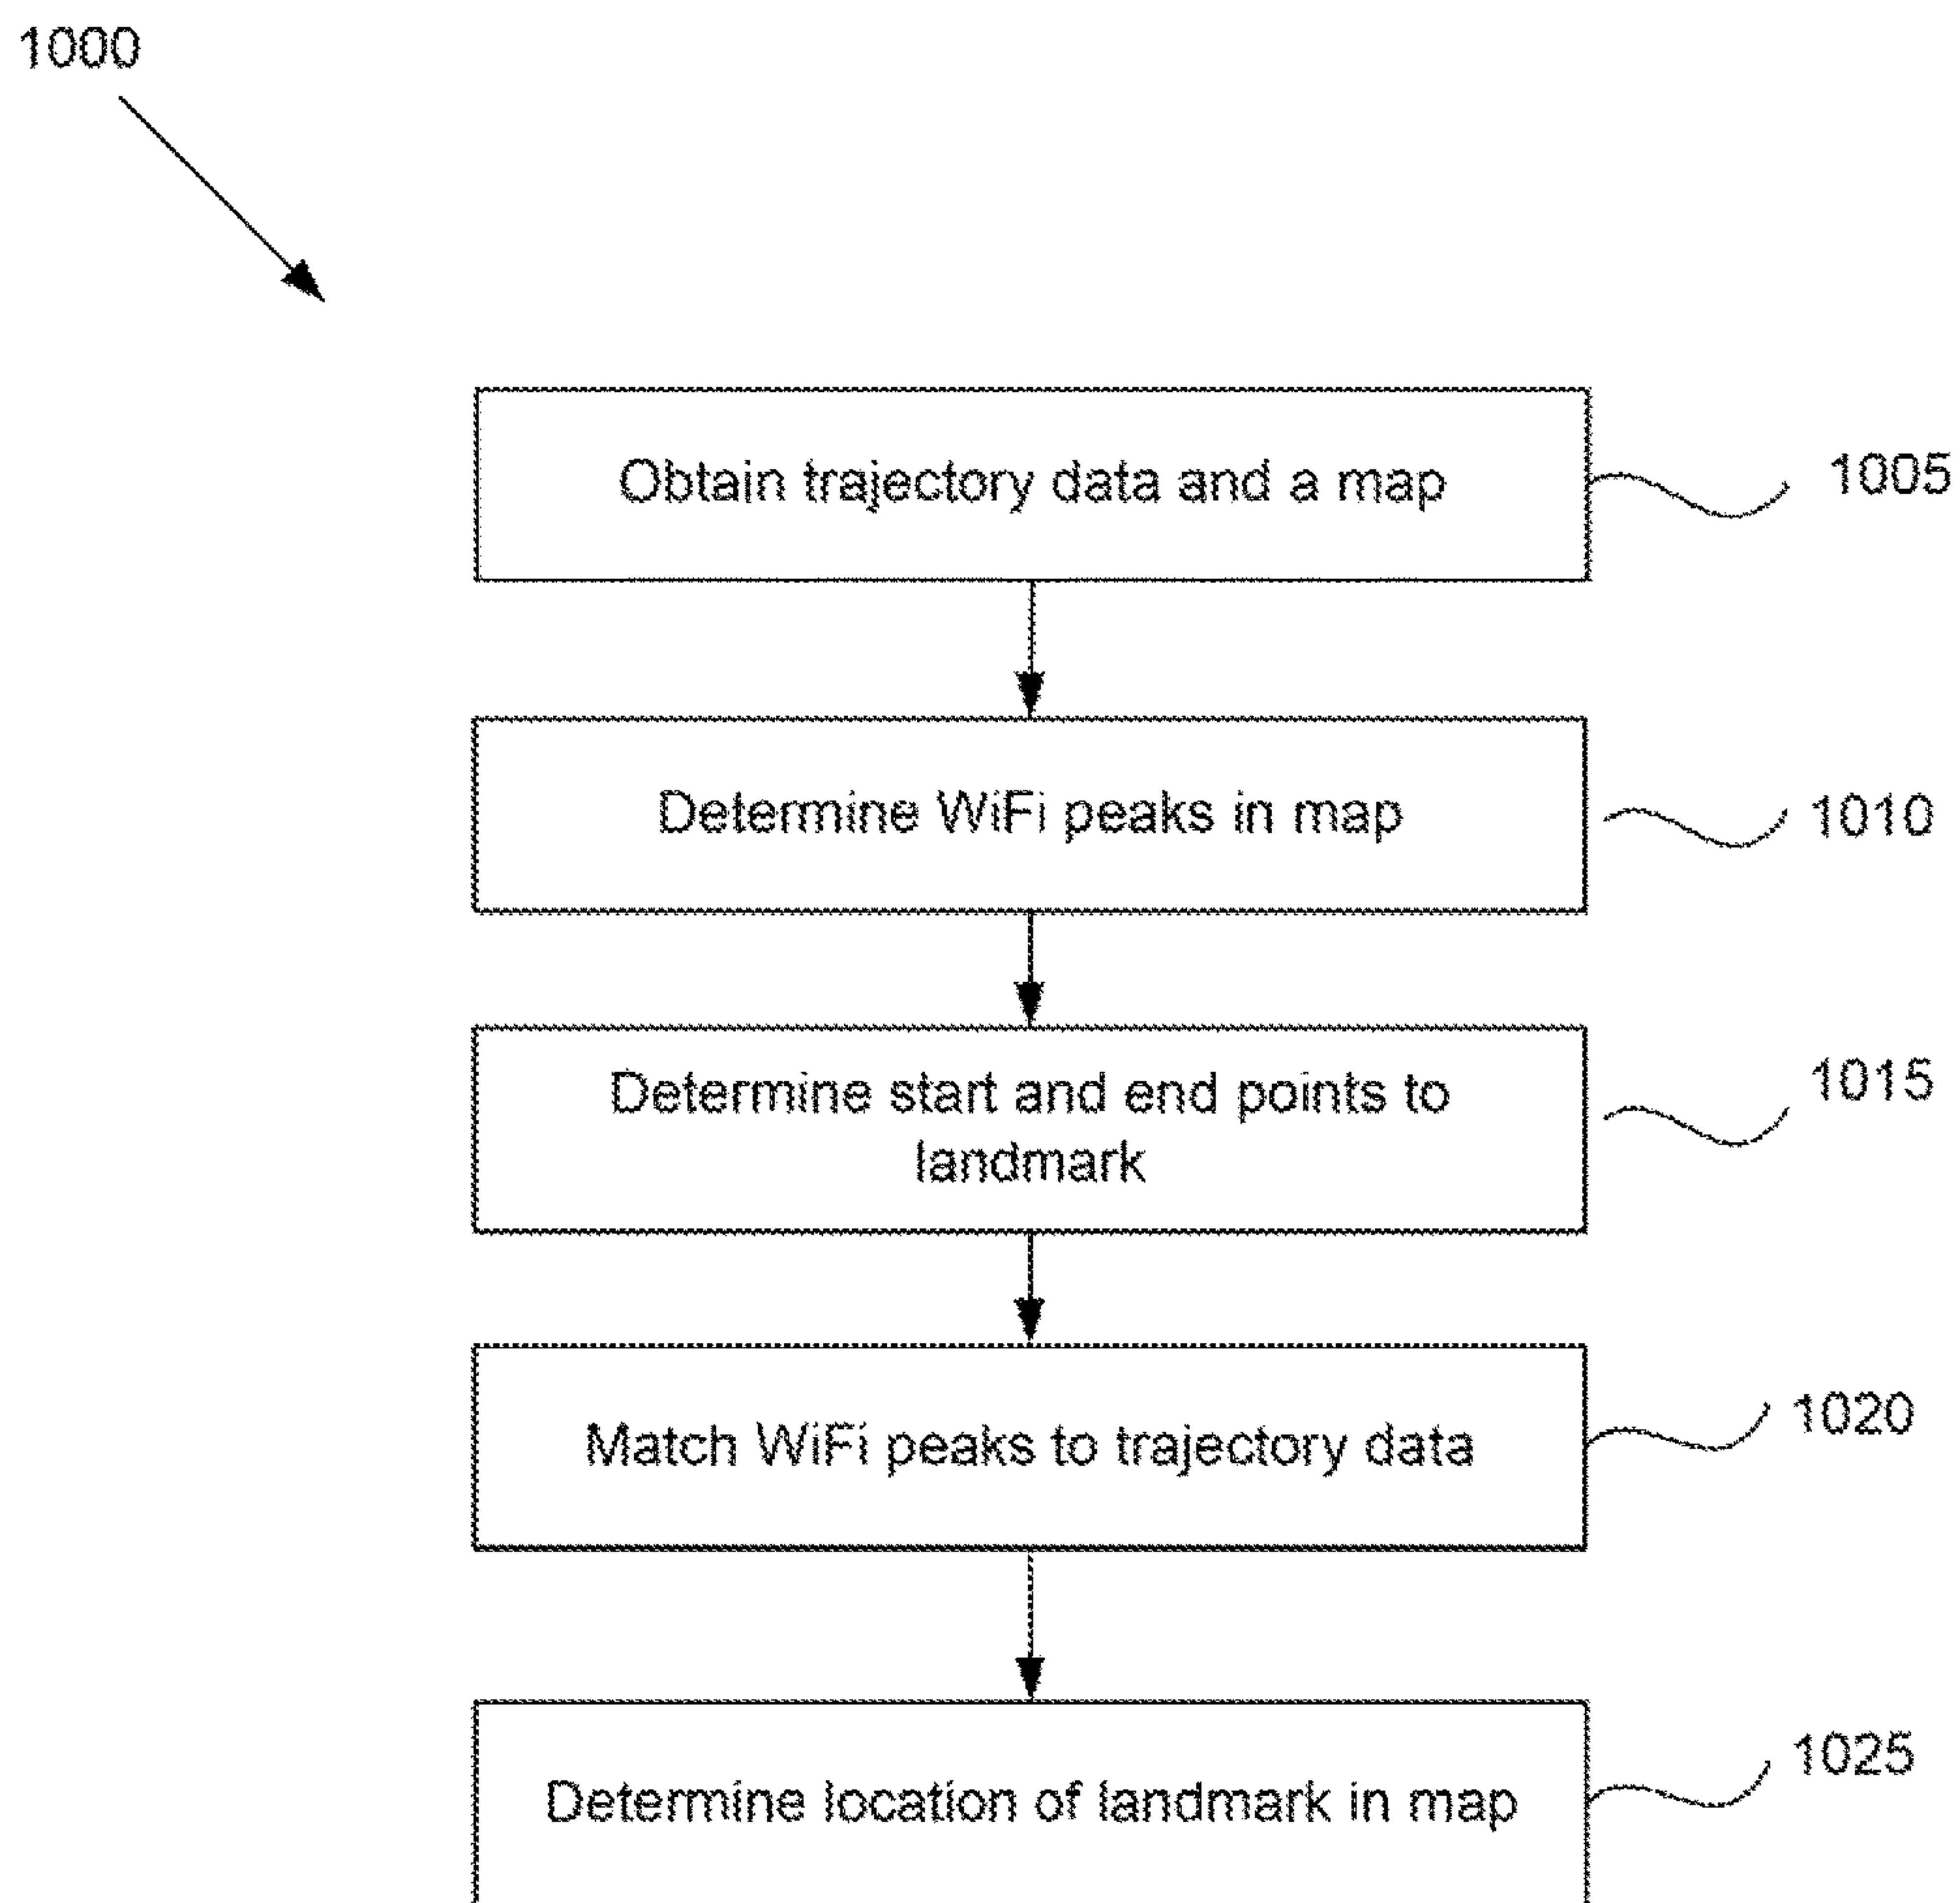 1000
Obtain trajectory data and a map
1005
Determine WiFi peaks in map
1010
Determine start and end points to
landmark
1015
Match WiFi peaks to trajectory data
1020
Determine location of landmark in map
1025